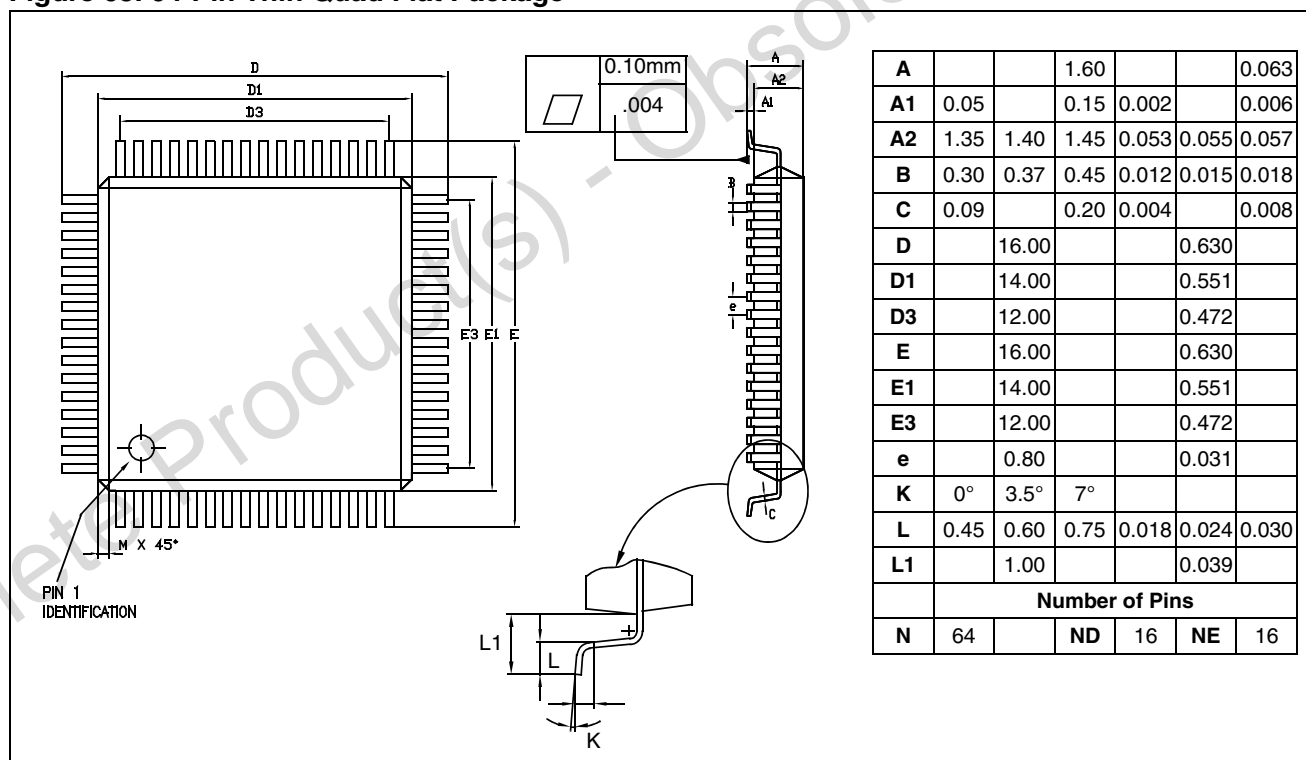 Figure 63. 64-Pin Thin Quad Flat Package
D
D1
D3
E3 E1 E
M X 45°
PIN 1
IDENTIFICATION
0.10mm
.004
A
A2
A1
B
e
C
L1
L
K
A 1.60 0.063
A1 0.05 0.15 0.002 0.006
A2 1.35 1.40 1.45 0.053 0.055 0.057
B 0.30 0.37 0.45 0.012 0.015 0.018
C 0.09 0.20 0.004 0.008
D 16.00 0.630
D1 14.00 0.551
D3 12.00 0.472
E 16.00 0.630
E1 14.00 0.551
E3 12.00 0.472
e 0.80 0.031
K 0° 3.5° 7°
L 0.45 0.60 0.75 0.018 0.024 0.030
L1 1.00 0.039
Number of Pins
N 64 ND 16 NE 16
lete Product(s) - Obsole